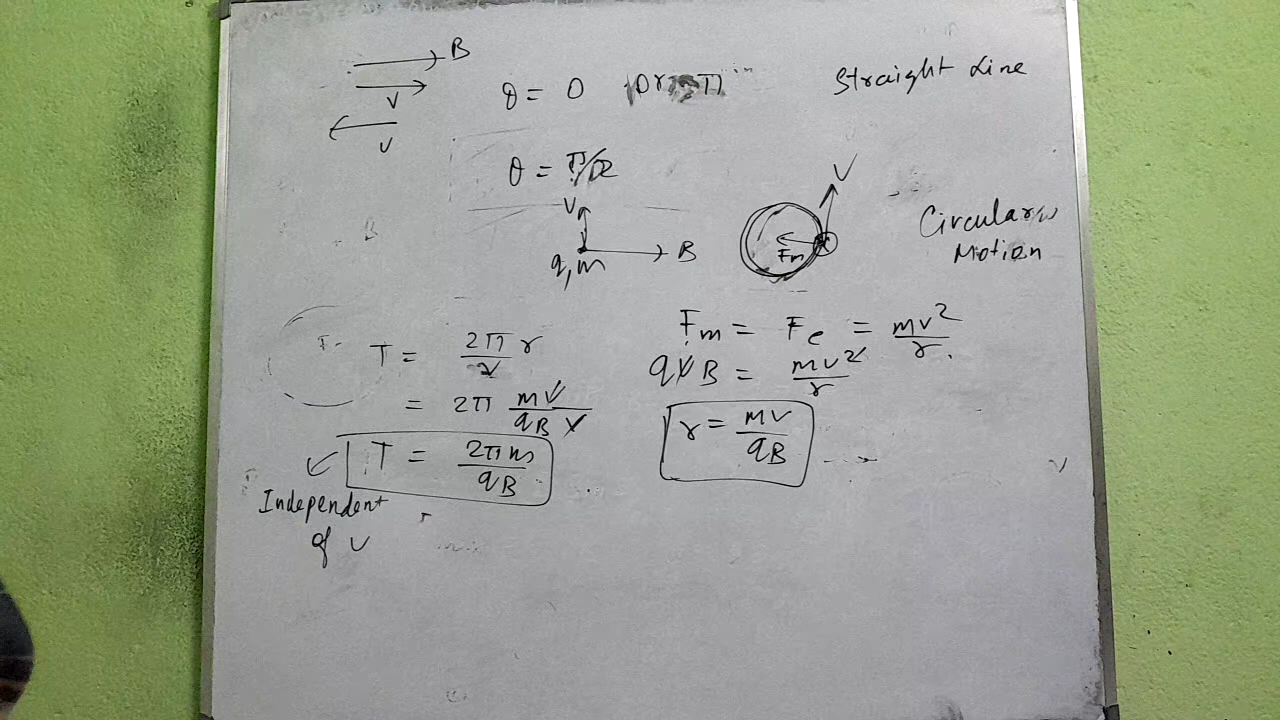 B
V
V
θ = 0 or π
Straight Line
θ = π/2
V
q,m
B
V
Fm
Circular
Motion
T = 2π r / v
= 2π mv / qB v
T = 2πm / qB
Independent
of v
Fm = Fc = mv² / r.
qvB = mv² / r
r = mv / qB